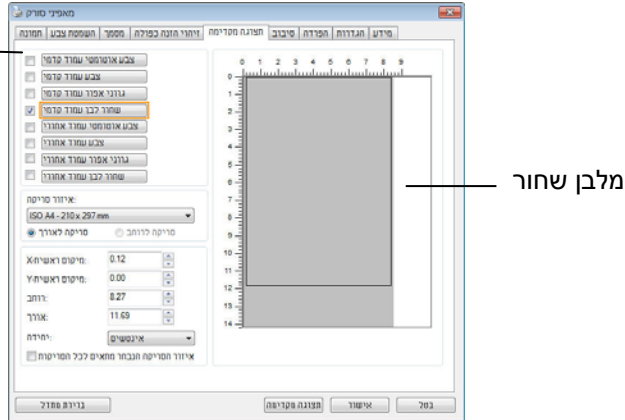 מאפיני סורק
תמונה השמטת צבע מסמך זיהוי הזנה כפולה תצוגה מקדימה סיבוב הפרדה הגדרות מידע
צבע אוטומטי עמוד קדמי
צבע עמוד קדמי
גווני אפור עמוד קדמי
שחור לבן עמוד קדמי
צבע אוטומטי עמוד אחורי
צבע עמוד אחורי
גווני אפור עמוד אחורי
שחור לבן עמוד אחורי
איזור סריקה:
ISO A4 - 210 x 297 mm
סריקה לאורך סריקה לרוחב
מיקום ראשית-X: 0.12
מיקום ראשית-Y: 0.00
רוחב: 8.27
אורך: 11.69
יחידה: אינטשים
איזור הסריקה הנבחר מתאים לכל הסריקות
0 1 2 3 4 5 6 7 8 9
0
1
2
3
4
5
6
7
8
9
10
11
12
13
14
מלבן שחור
ברירת מחדל תצוגה מקדימה אישור בטל